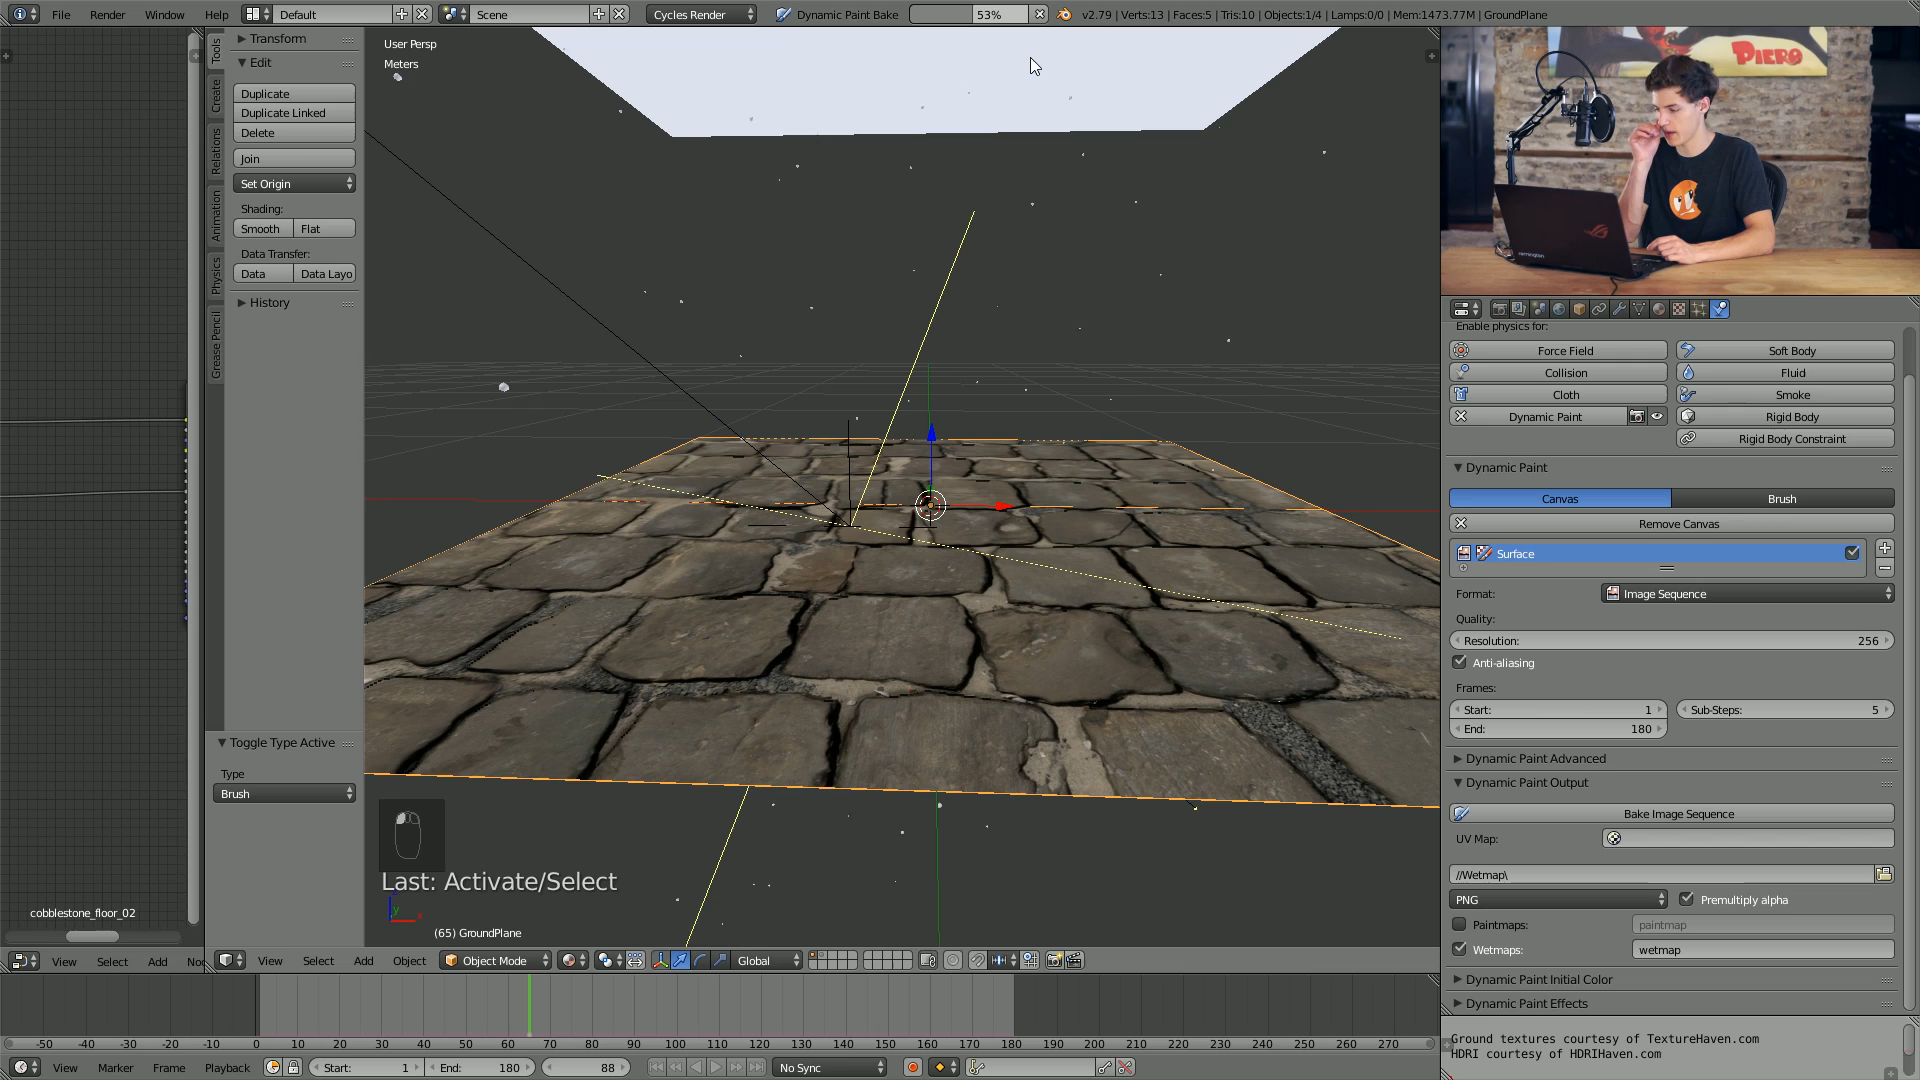 File Render Window Help Default Scene Cycles Render Dynamic Paint Bake 53% v2.79 | Verts:13 | Faces:5 | Tris:10 | Objects:1/4 | Lamps:0/0 | Mem:1473.77M | GroundPlane
Tools
Create
Relations
Animation
Physics
Grease Pencil
Transform
Edit
Duplicate
Duplicate Linked
Delete
Join
Set Origin
Shading:
Smooth Flat
Data Transfer:
Data Data Layo
History
Toggle Type Active
Type
Brush
User Persp
Meters
Last: Activate/Select
y
(65) GroundPlane
cobblestone_floor_02
View Select Add No
View Select Add Object Object Mode Global
PIERO
Enable physics for:
Force Field Soft Body
Collision Fluid
Cloth Smoke
Dynamic Paint Rigid Body
Rigid Body Constraint
Dynamic Paint
Canvas Brush
Remove Canvas
Surface
Format: Image Sequence
Quality:
Resolution: 256
Anti-aliasing
Frames:
Start: 1 Sub-Steps: 5
End: 180
Dynamic Paint Advanced
Dynamic Paint Output
Bake Image Sequence
UV Map:
//Wetmap\
PNG Premultiply alpha
Paintmaps: paintmap
Wetmaps: wetmap
Dynamic Paint Initial Color
Dynamic Paint Effects
Ground textures courtesy of TextureHaven.com
HDRI courtesy of HDRIHaven.com
-50 -40 -30 -20 -10 0 10 20 30 40 50 60 70 80 90 100 110 120 130 140 150 160 170 180 190 200 210 220 230 240 250 260 270
View Marker Frame Playback Start: 1 End: 180 88 No Sync